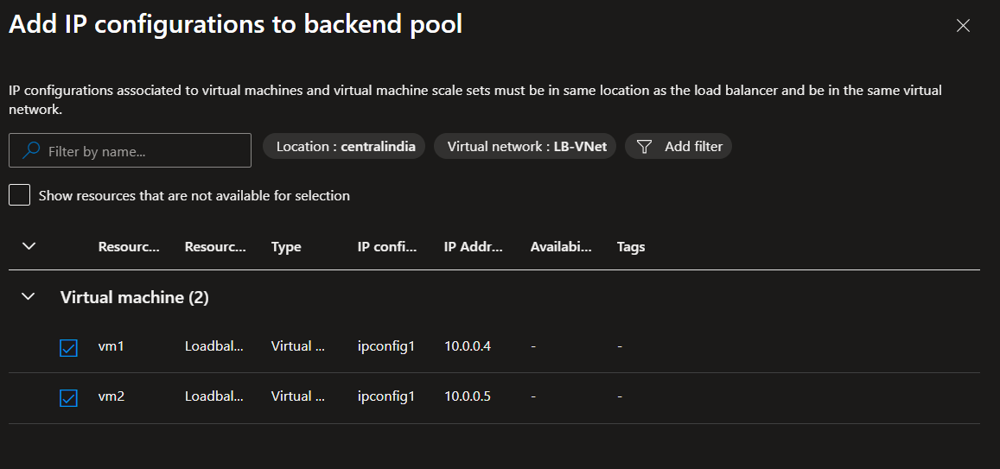 Add IP configurations to backend pool
IP configurations associated to virtual machines and virtual machine scale sets must be in same location as the load balancer and be in the same virtual
network.
Filter by name... Location : centralindia Virtual network : LB-VNet Add filter
Show resources that are not available for selection
Resourc... Resourc... Type IP confi... IP Addr... Availabi... Tags
Virtual machine (2)
vm1 Loadbal... Virtual ... ipconfig1 10.0.0.4 - -
vm2 Loadbal... Virtual ... ipconfig1 10.0.0.5 - -